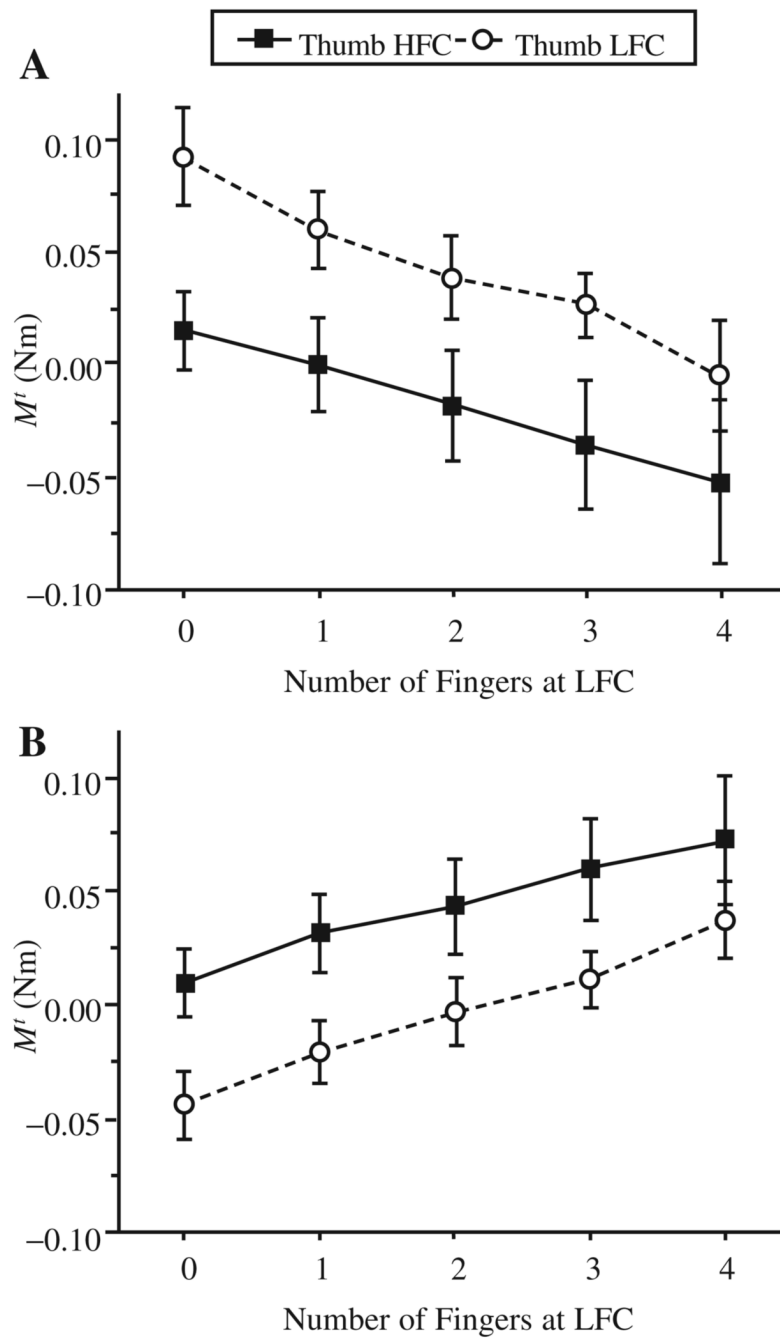 Thumb HFC Thumb LFC
A
0.10
0.05
0.00
−0.05
−0.10
Mᵗ (Nm)
0 1 2 3 4
Number of Fingers at LFC
B
0.10
0.05
0.00
−0.05
−0.10
Mᵗ (Nm)
0 1 2 3 4
Number of Fingers at LFC